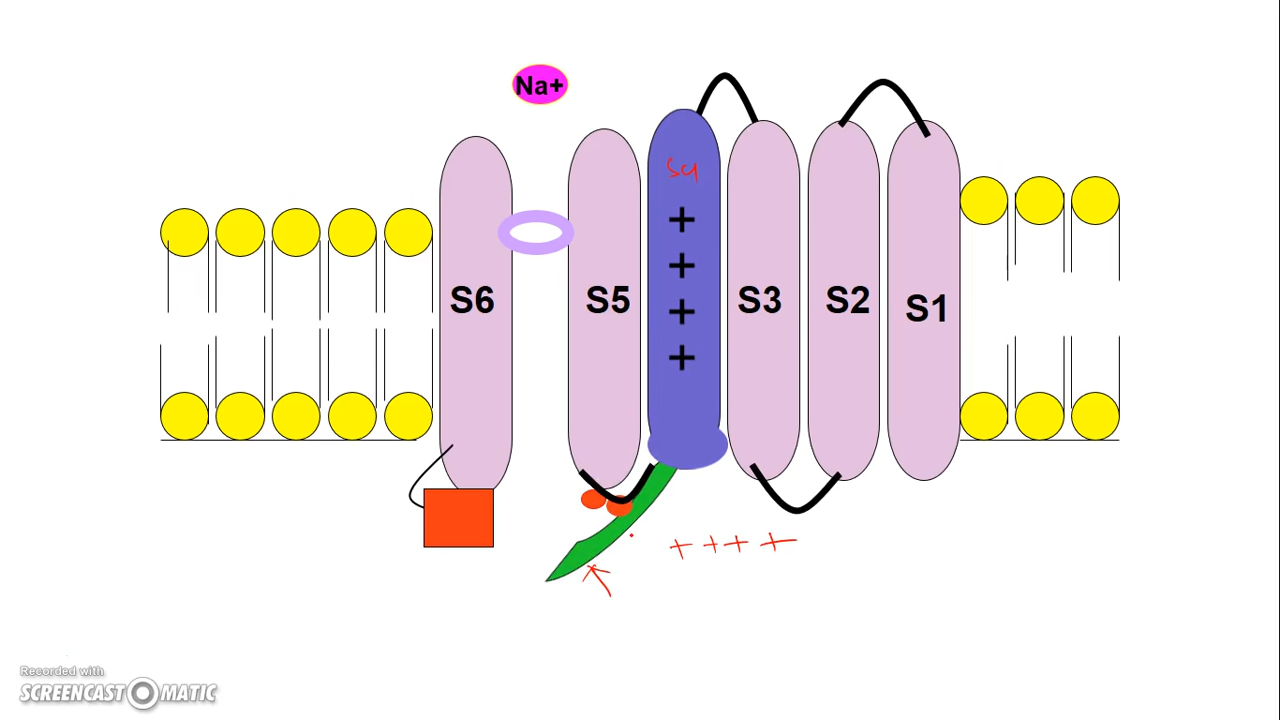 Na+
S4
+
+
+
+
S6
S5
S3
S2
S1
+ + + +
Recorded with
SCREENCAST MATIC